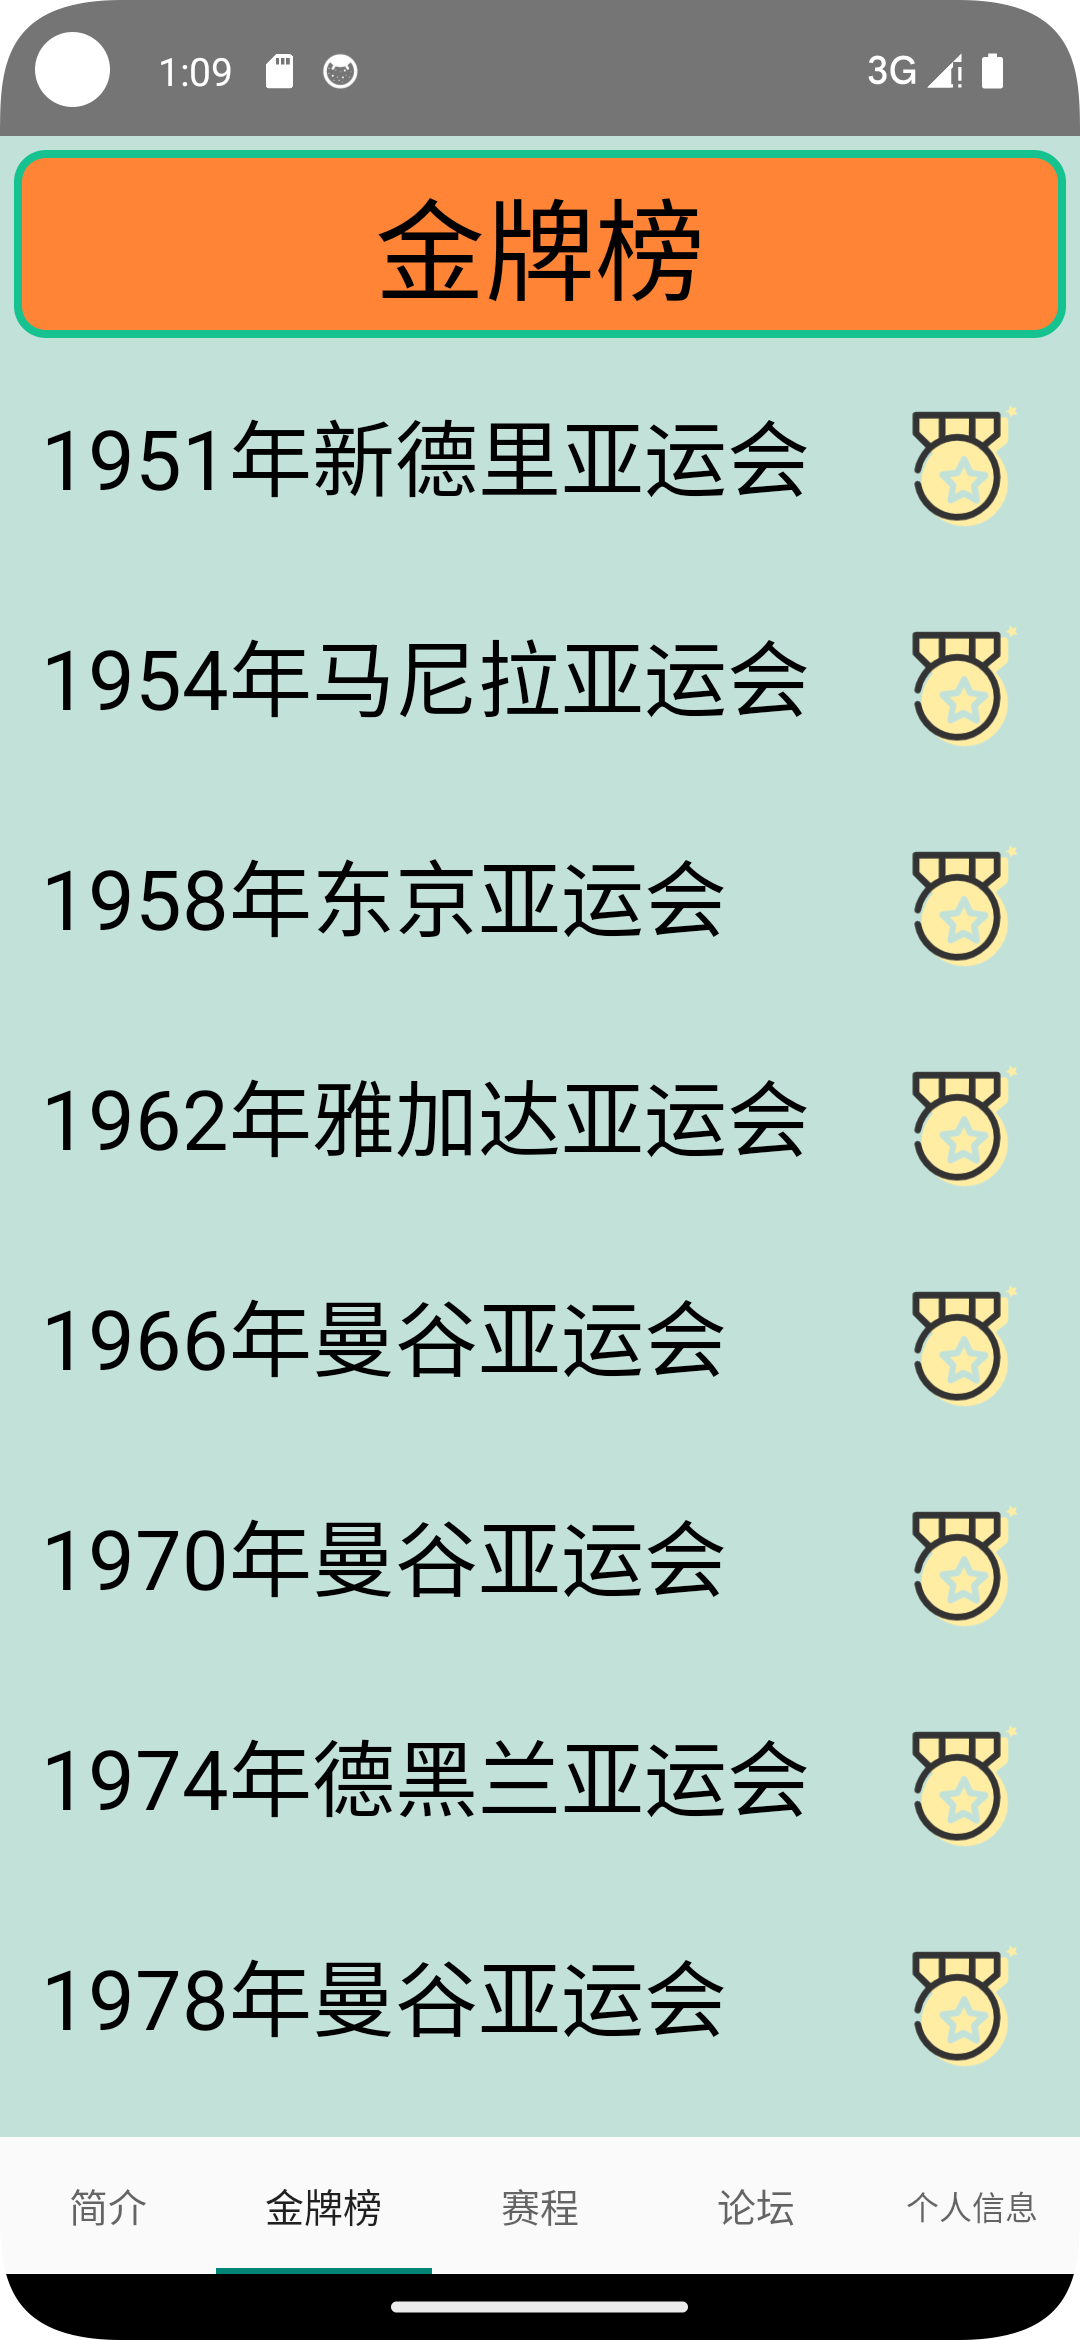 1:09
3G
金牌榜
1951年新德里亚运会
1954年马尼拉亚运会
1958年东京亚运会
1962年雅加达亚运会
1966年曼谷亚运会
1970年曼谷亚运会
1974年德黑兰亚运会
1978年曼谷亚运会
简介
金牌榜
赛程
论坛
个人信息